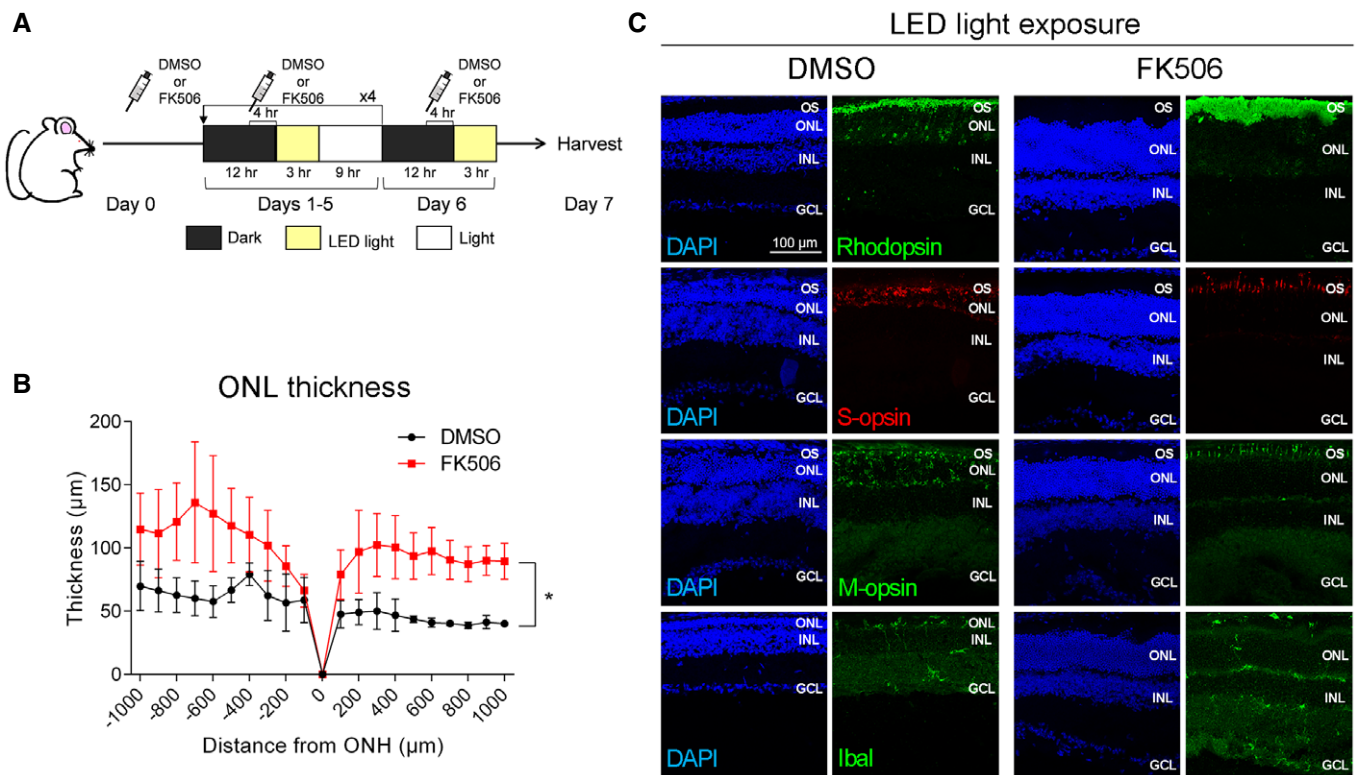 A
DMSO
or
FK506
DMSO
or
FK506
x4
DMSO
or
FK506
4 hr
4 hr
Harvest
12 hr
3 hr
9 hr
12 hr
3 hr
Day 0
Days 1-5
Day 6
Day 7
Dark
LED light
Light
B
ONL thickness
DMSO
FK506
Thickness (µm)
200
150
100
50
0
*
-1000
-800
-600
-400
-200
0
200
400
600
800
1000
Distance from ONH (µm)
C
LED light exposure
DMSO
FK506
OS
ONL
INL
GCL
DAPI
100 µm
OS
ONL
INL
GCL
Rhodopsin
OS
ONL
INL
GCL
OS
ONL
INL
GCL
OS
ONL
INL
GCL
DAPI
OS
ONL
INL
GCL
S-opsin
OS
ONL
INL
GCL
OS
ONL
INL
GCL
OS
ONL
INL
GCL
DAPI
OS
ONL
INL
GCL
M-opsin
OS
ONL
INL
GCL
OS
ONL
INL
GCL
ONL
INL
GCL
DAPI
ONL
INL
GCL
Ibal
ONL
INL
GCL
ONL
INL
GCL